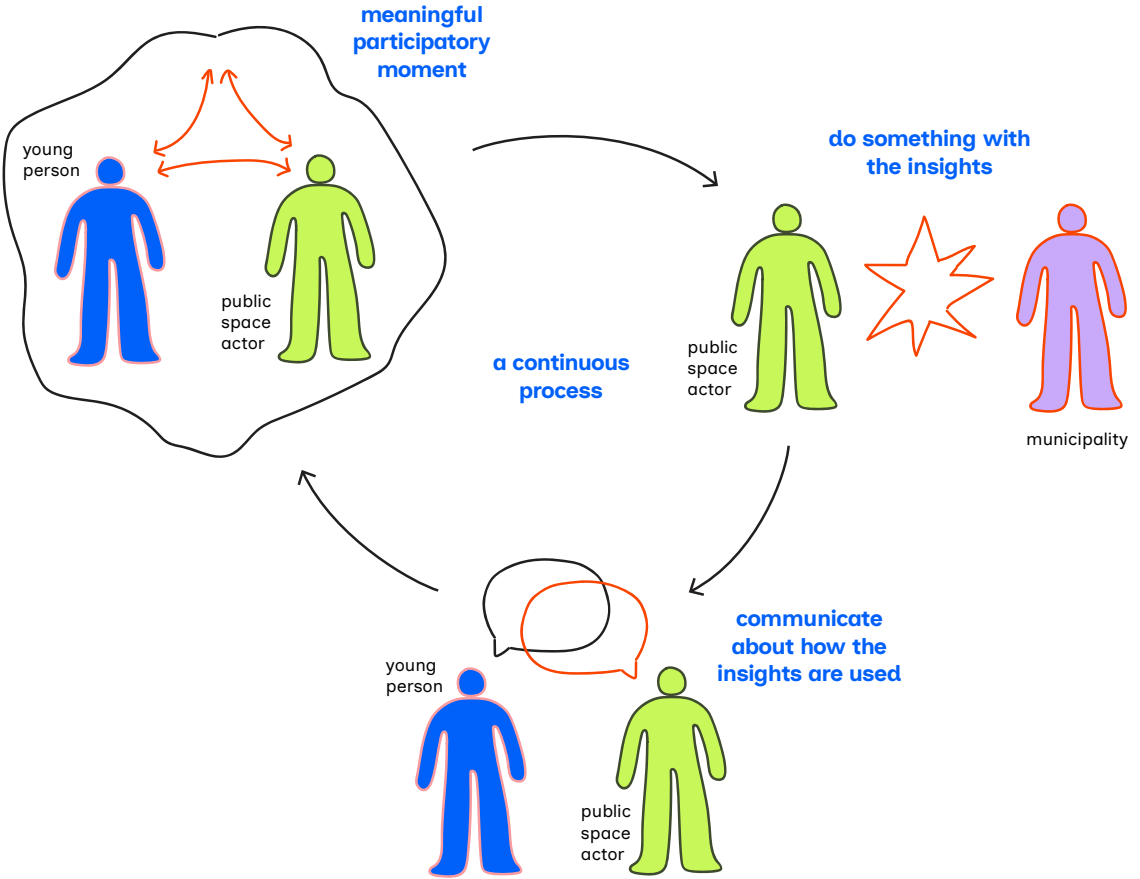 meaningful
participatory
moment
young
person
public
space
actor
do something with
the insights
public
space
actor
municipality
a continuous
process
communicate
about how the
insights are used
young
person
public
space
actor